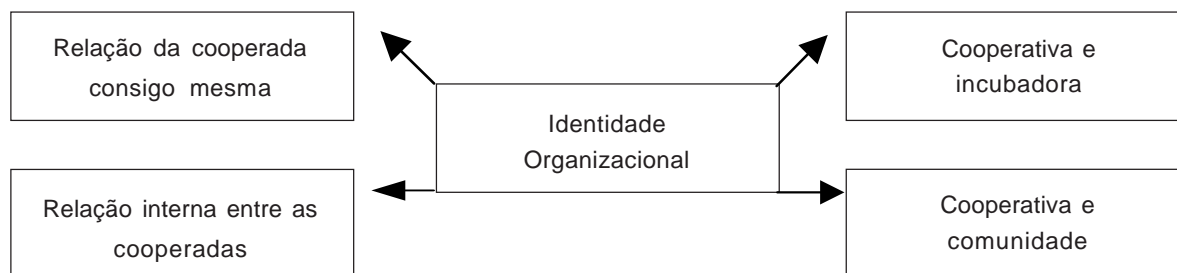 Relação da cooperada
consigo mesma
Cooperativa e
incubadora
Identidade
Organizacional
Relação interna entre as
cooperadas
Cooperativa e
comunidade